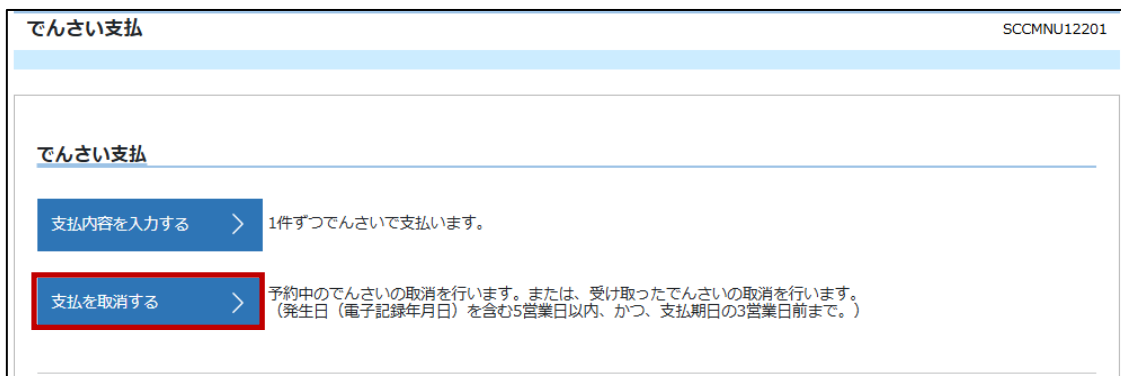 でんさい支払
SCCMNU12201
でんさい支払
支払内容を入力する
1件ずつでんさいで支払います。
支払を取消する
予約中のでんさいの取消を行います。または、受け取ったでんさいの取消を行います。
（発生日（電子記録年月日）を含む5営業日以内、かつ、支払期日の3営業日前まで。）